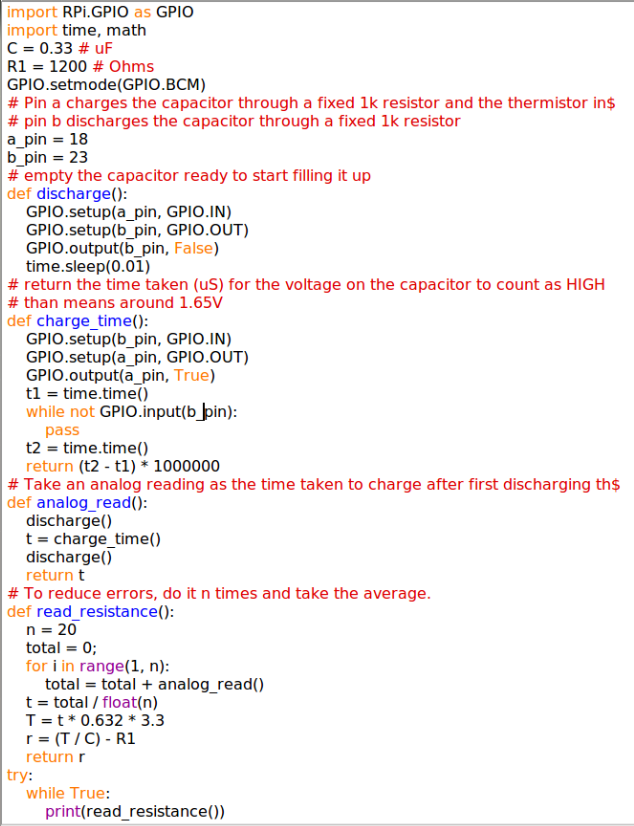 import RPi.GPIO as GPIO
import time, math
C = 0.33 # uF
R1 = 1200 # Ohms
GPIO.setmode(GPIO.BCM)
# Pin a charges the capacitor through a fixed 1k resistor and the thermistor in$
# pin b discharges the capacitor through a fixed 1k resistor
a_pin = 18
b_pin = 23
# empty the capacitor ready to start filling it up
def discharge():
    GPIO.setup(a_pin, GPIO.IN)
    GPIO.setup(b_pin, GPIO.OUT)
    GPIO.output(b_pin, False)
    time.sleep(0.01)
# return the time taken (uS) for the voltage on the capacitor to count as HIGH
# than means around 1.65V
def charge_time():
    GPIO.setup(b_pin, GPIO.IN)
    GPIO.setup(a_pin, GPIO.OUT)
    GPIO.output(a_pin, True)
    t1 = time.time()
    while not GPIO.input(b_pin):
        pass
    t2 = time.time()
    return (t2 - t1) * 1000000
# Take an analog reading as the time taken to charge after first discharging th$
def analog_read():
    discharge()
    t = charge_time()
    discharge()
    return t
# To reduce errors, do it n times and take the average.
def read_resistance():
    n = 20
    total = 0;
    for i in range(1, n):
        total = total + analog_read()
    t = total / float(n)
    T = t * 0.632 * 3.3
    r = (T / C) - R1
    return r
try:
    while True:
        print(read_resistance())